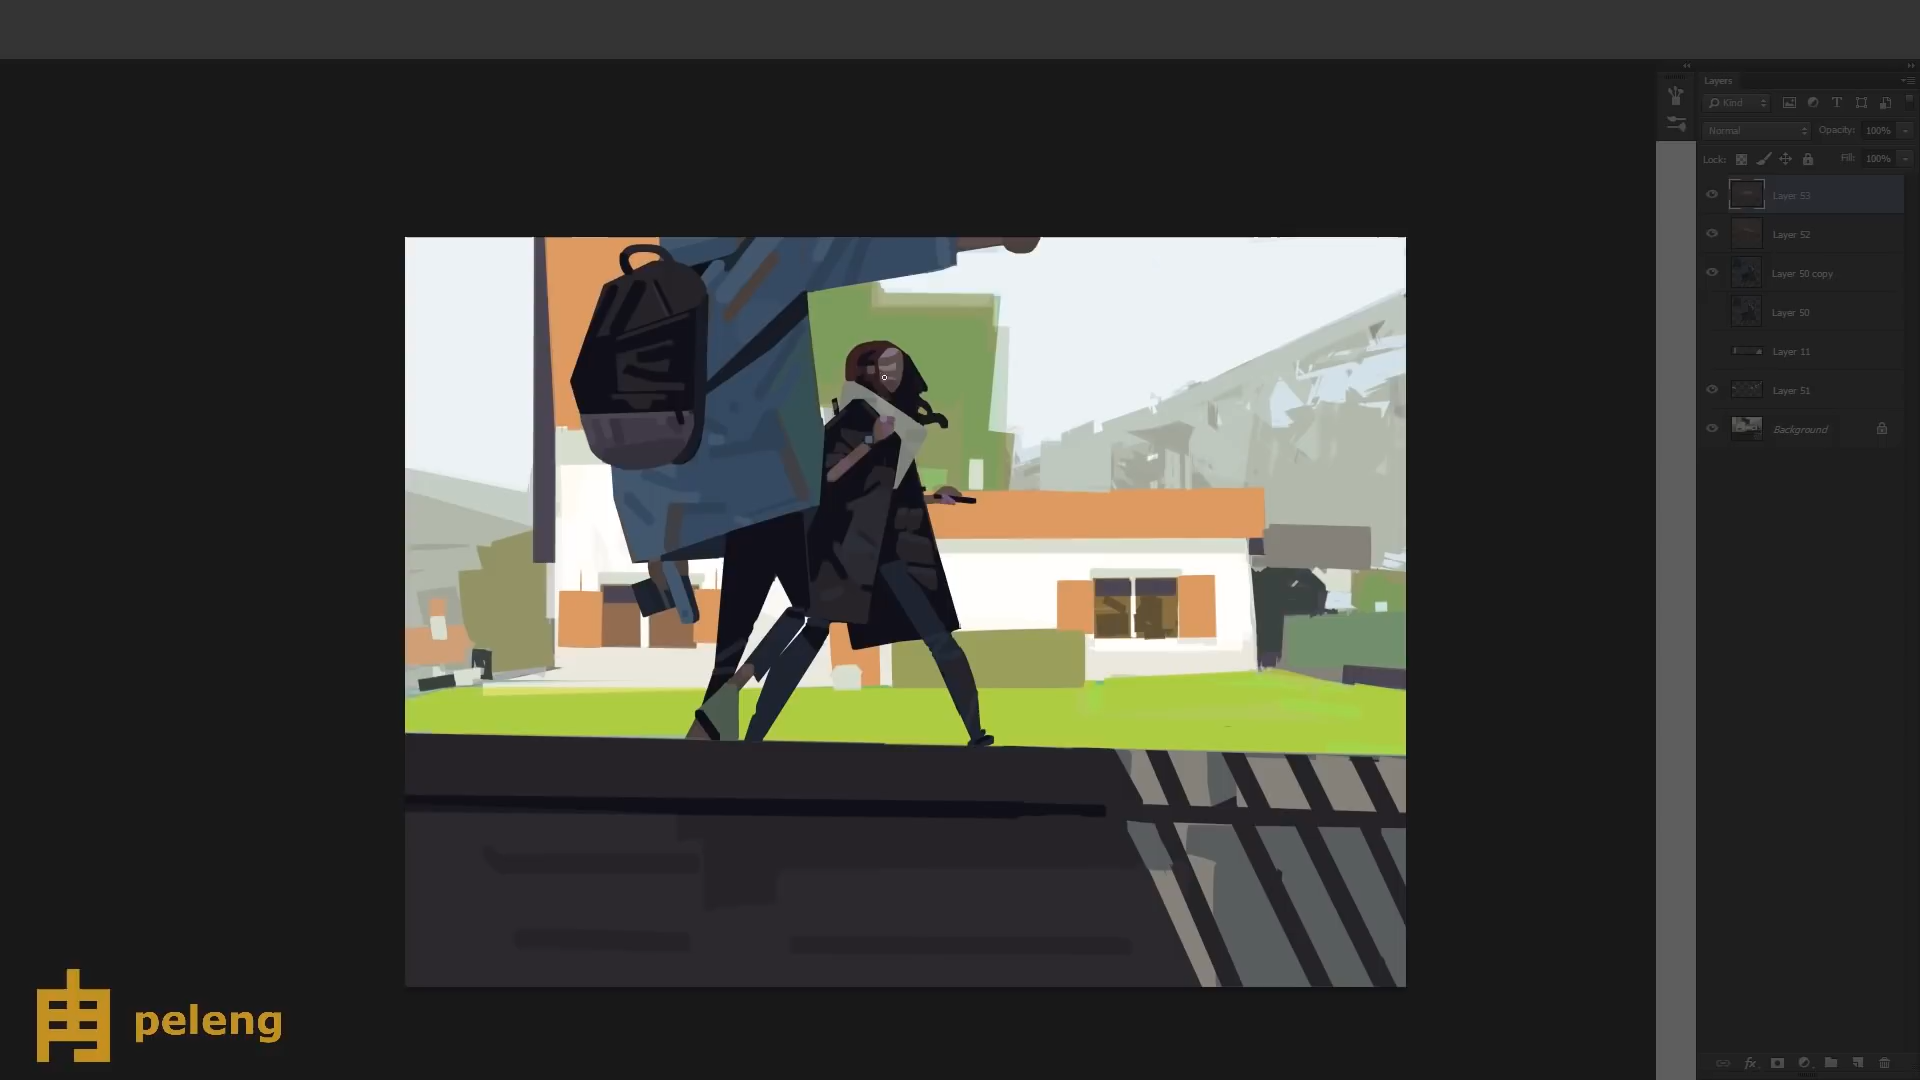 Layers
Kind
Normal
Opacity: 100%
Lock:
Fill: 100%
Layer 53
Layer 52
Layer 50 copy
Layer 50
Layer 11
Layer 51
Background
fx
peleng